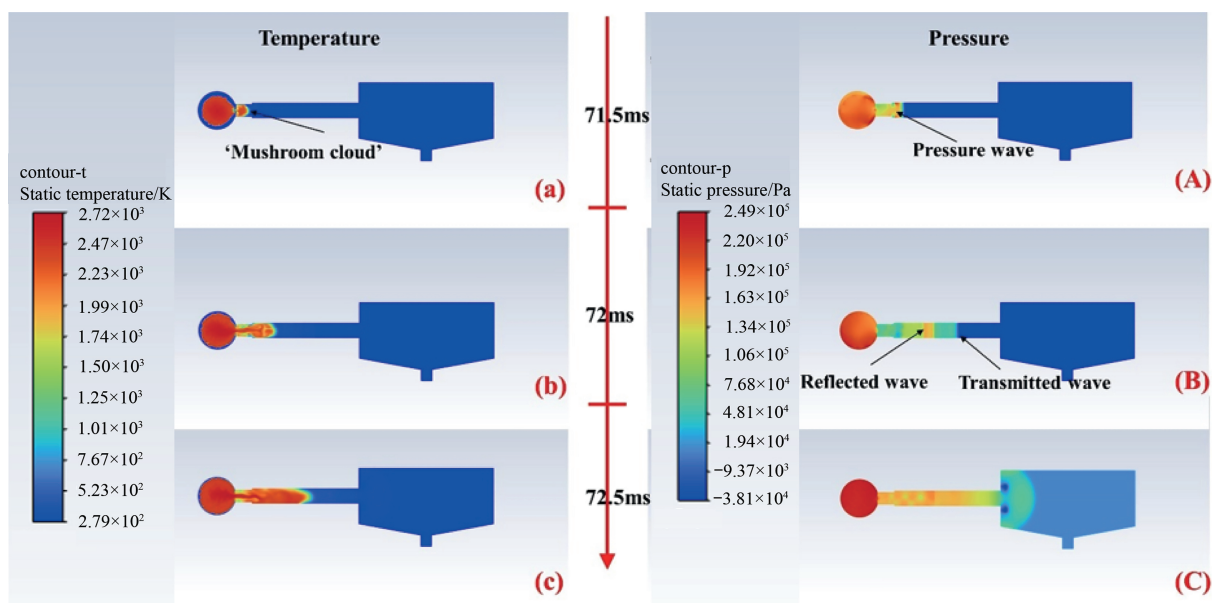 Temperature
Pressure
71.5ms
'Mushroom cloud'
Pressure wave
(a)
(A)
contour-t
Static temperature/K
2.72×10³
2.47×10³
2.23×10³
1.99×10³
1.74×10³
1.50×10³
1.25×10³
1.01×10³
7.67×10²
5.23×10²
2.79×10²
contour-p
Static pressure/Pa
2.49×10⁵
2.20×10⁵
1.92×10⁵
1.63×10⁵
1.34×10⁵
1.06×10⁵
7.68×10⁴
4.81×10⁴
1.94×10⁴
−9.37×10³
−3.81×10⁴
72ms
Reflected wave
Transmitted wave
(b)
(B)
72.5ms
(c)
(C)